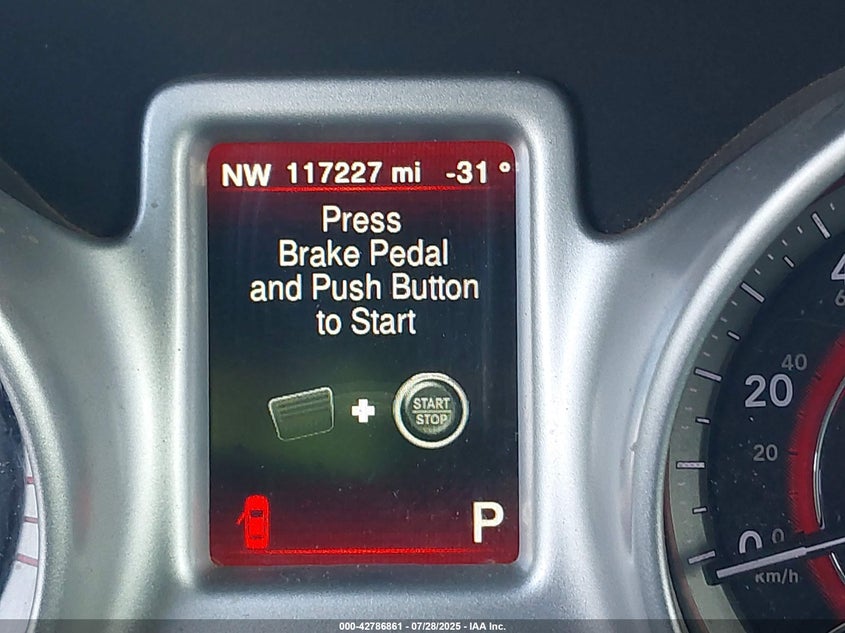 NW 117227 mi -31 °
Press
Brake Pedal
and Push Button
to Start
START
STOP
P
40
20
20
0
0
km/h
000-42786861 - 07/28/2025 - IAA Inc.